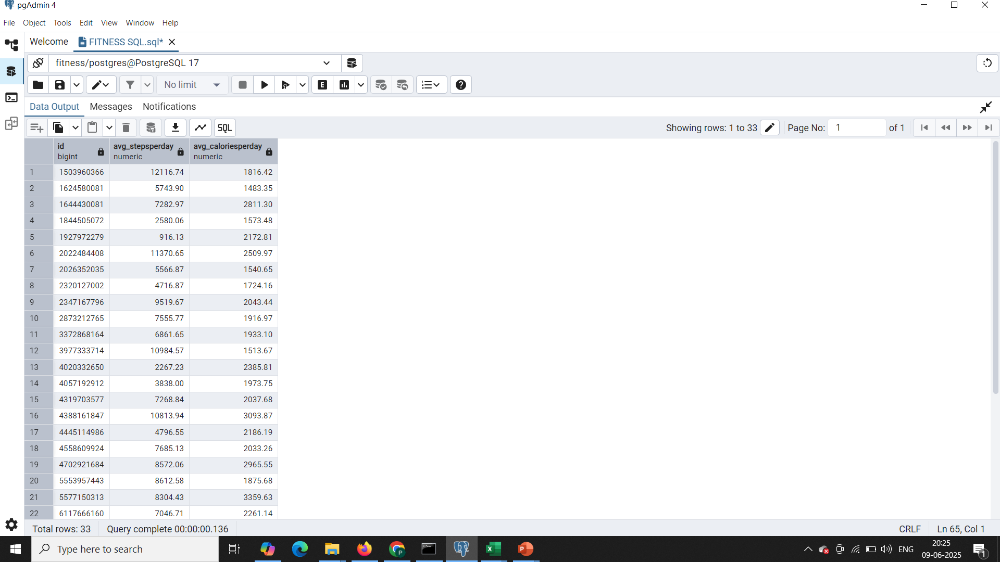 pgAdmin 4
File Object Tools Edit View Window Help
Welcome FITNESS SQL.sql*
fitness/postgres@PostgreSQL 17
No limit
E
Data Output Messages Notifications
SQL Showing rows: 1 to 33 Page No: 1 of 1
id avg_stepsperday avg_caloriesperday
bigint numeric numeric
1 1503960366 12116.74 1816.42
2 1624580081 5743.90 1483.35
3 1644430081 7282.97 2811.30
4 1844505072 2580.06 1573.48
5 1927972279 916.13 2172.81
6 2022484408 11370.65 2509.97
7 2026352035 5566.87 1540.65
8 2320127002 4716.87 1724.16
9 2347167796 9519.67 2043.44
10 2873212765 7555.77 1916.97
11 3372868164 6861.65 1933.10
12 3977333714 10984.57 1513.67
13 4020332650 2267.23 2385.81
14 4057192912 3838.00 1973.75
15 4319703577 7268.84 2037.68
16 4388161847 10813.94 3093.87
17 4445114986 4796.55 2186.19
18 4558609924 7685.13 2033.26
19 4702921684 8572.06 2965.55
20 5553957443 8612.58 1875.68
21 5577150313 8304.43 3359.63
22 6117666160 7046.71 2261.14
Total rows: 33 Query complete 00:00:00.136 CRLF Ln 65, Col 1
Type here to search ENG 20:25
09-06-2025 1